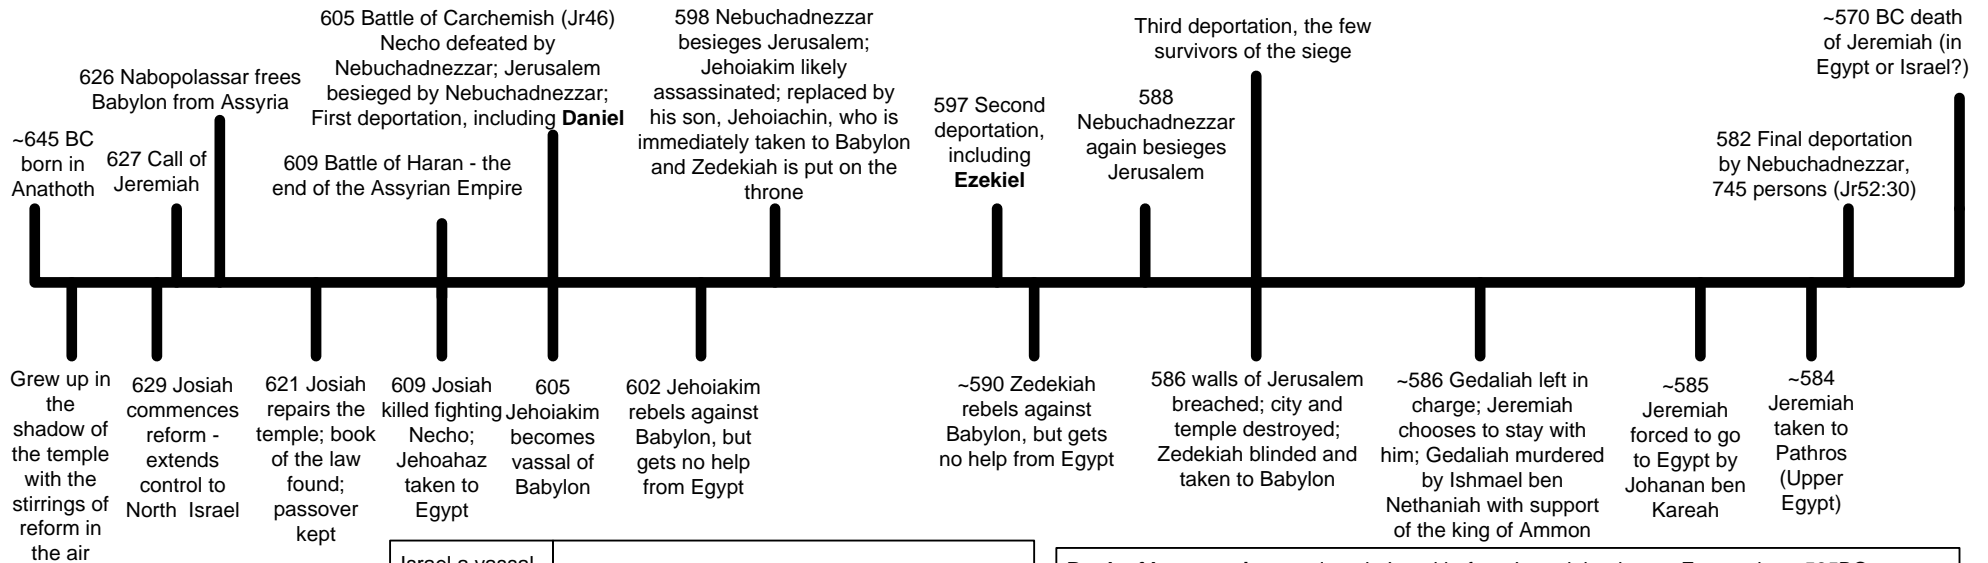 ~645 BC
born in
Anathoth
627 Call of
Jeremiah
626 Nabopolassar frees
Babylon from Assyria
609 Battle of Haran - the
end of the Assyrian Empire
605 Battle of Carchemish (Jr46)
Necho defeated by
Nebuchadnezzar; Jerusalem
besieged by Nebuchadnezzar;
First deportation, including Daniel
598 Nebuchadnezzar
besieges Jerusalem;
Jehoiakim likely
assassinated; replaced by
his son, Jehoiachin, who is
immediately taken to Babylon
and Zedekiah is put on the
throne
597 Second
deportation,
including
Ezekiel
588
Nebuchadnezzar
again besieges
Jerusalem
Third deportation, the few
survivors of the siege
582 Final deportation
by Nebuchadnezzar,
745 persons (Jr52:30)
~570 BC death
of Jeremiah (in
Egypt or Israel?)
Grew up in
the
shadow of
the temple
with the
stirrings of
reform in
the air
629 Josiah
commences
reform -
extends
control to
North Israel
621 Josiah
repairs the
temple; book
of the law
found;
passover
kept
609 Josiah
killed fighting
Necho;
Jehoahaz
taken to
Egypt
605
Jehoiakim
becomes
vassal of
Babylon
602 Jehoiakim
rebels against
Babylon, but
gets no help
from Egypt
~590 Zedekiah
rebels against
Babylon, but gets
no help from Egypt
586 walls of Jerusalem
breached; city and
temple destroyed;
Zedekiah blinded and
taken to Babylon
~586 Gedaliah left in
charge; Jeremiah
chooses to stay with
him; Gedaliah murdered
by Ishmael ben
Nethaniah with support
of the king of Ammon
~585
Jeremiah
forced to go
to Egypt by
Johanan ben
Kareah
~584
Jeremiah
taken to
Pathros
(Upper
Egypt)
Israel a vassal